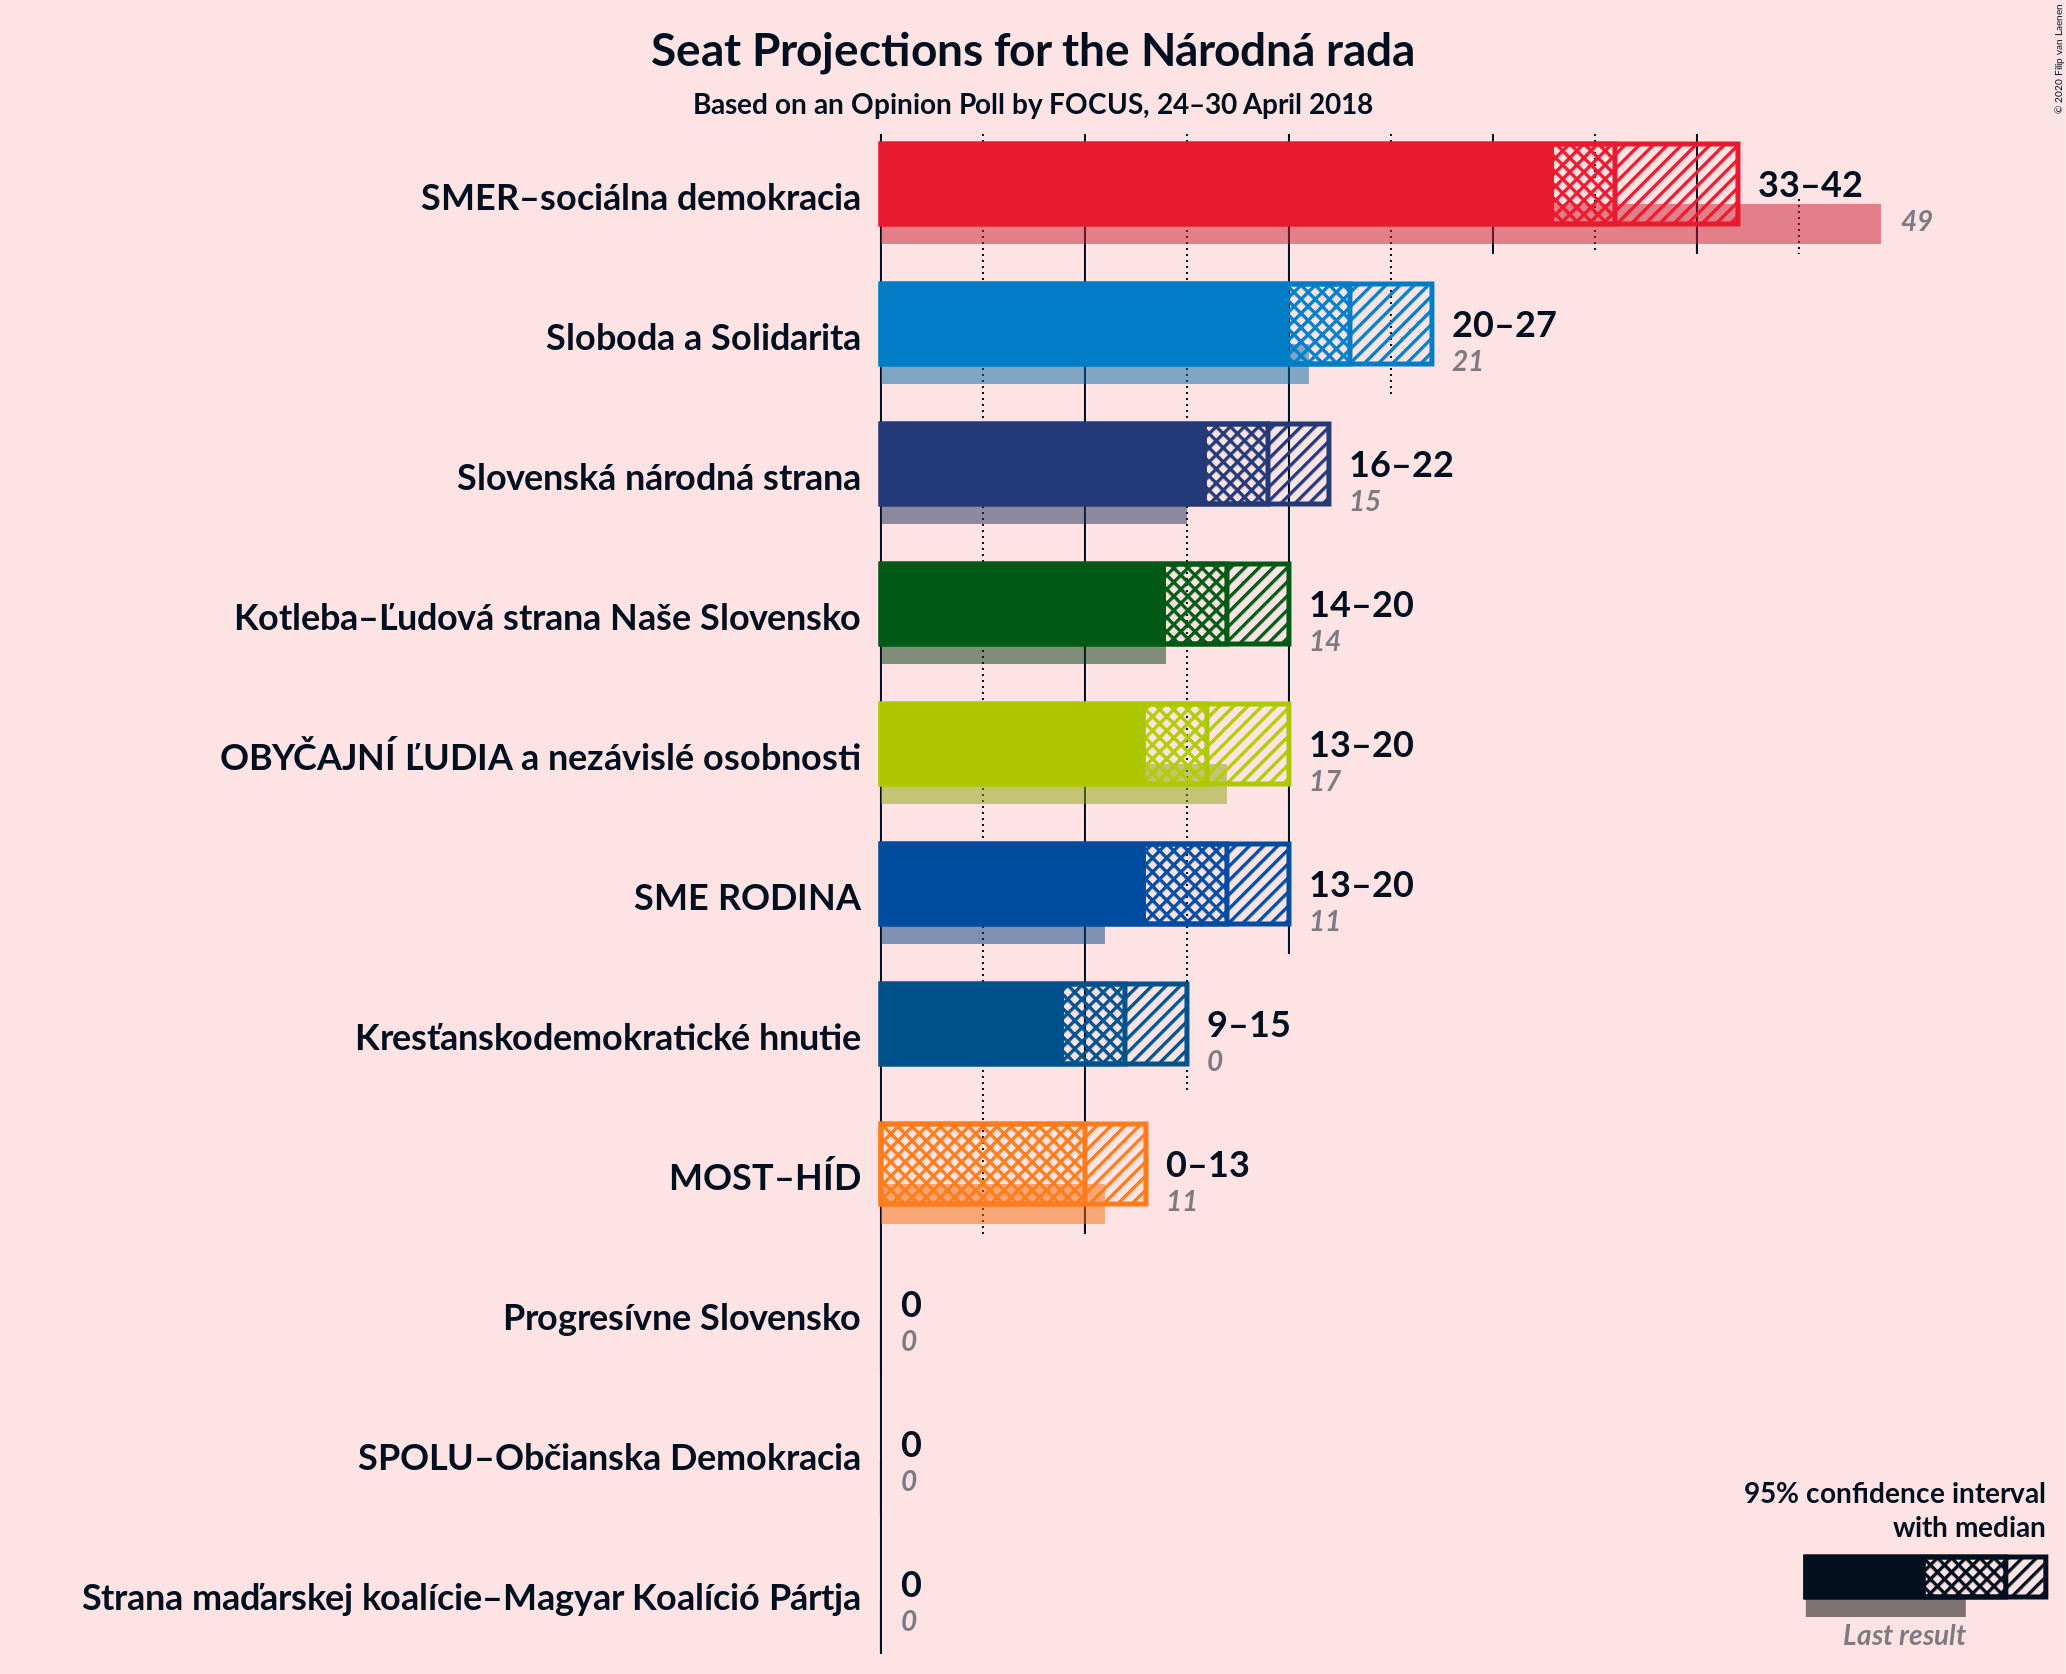 Seat Projections for the Národná rada
Based on an Opinion Poll by FOCUS, 24–30 April 2018
© 2020 Filip van Laenen
SMER–sociálna demokracia
33–42
49
Sloboda a Solidarita
20–27
21
Slovenská národná strana
16–22
15
Kotleba–Ľudová strana Naše Slovensko
14–20
14
OBYČAJNÍ ĽUDIA a nezávislé osobnosti
13–20
17
SME RODINA
13–20
11
Kresťanskodemokratické hnutie
9–15
0
MOST–HÍD
0–13
11
Progresívne Slovensko
0
0
SPOLU–Občianska Demokracia
0
0
Strana maďarskej koalície–Magyar Koalíció Pártja
0
0
95% confidence interval
with median
Last result